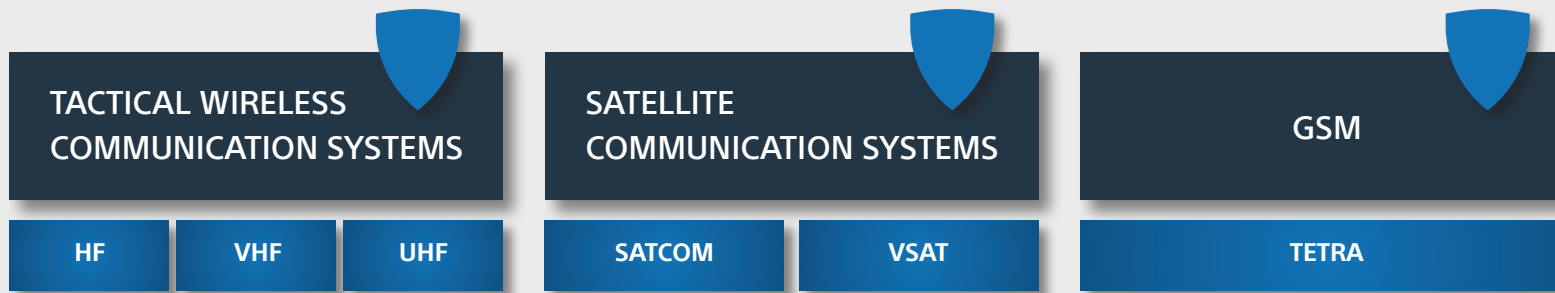 TACTICAL WIRELESS
COMMUNICATION SYSTEMS
HF
VHF
UHF
SATELLITE
COMMUNICATION SYSTEMS
SATCOM
VSAT
GSM
TETRA